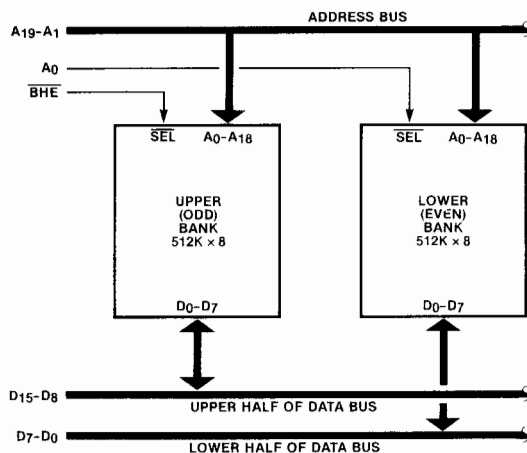 ADDRESS BUS
A19-A1
A0
BHE
SEL A0-A18
UPPER
(ODD)
BANK
512K × 8
D0-D7
SEL A0-A18
LOWER
(EVEN)
BANK
512K × 8
D0-D7
D15-D8
UPPER HALF OF DATA BUS
D7-D0
LOWER HALF OF DATA BUS